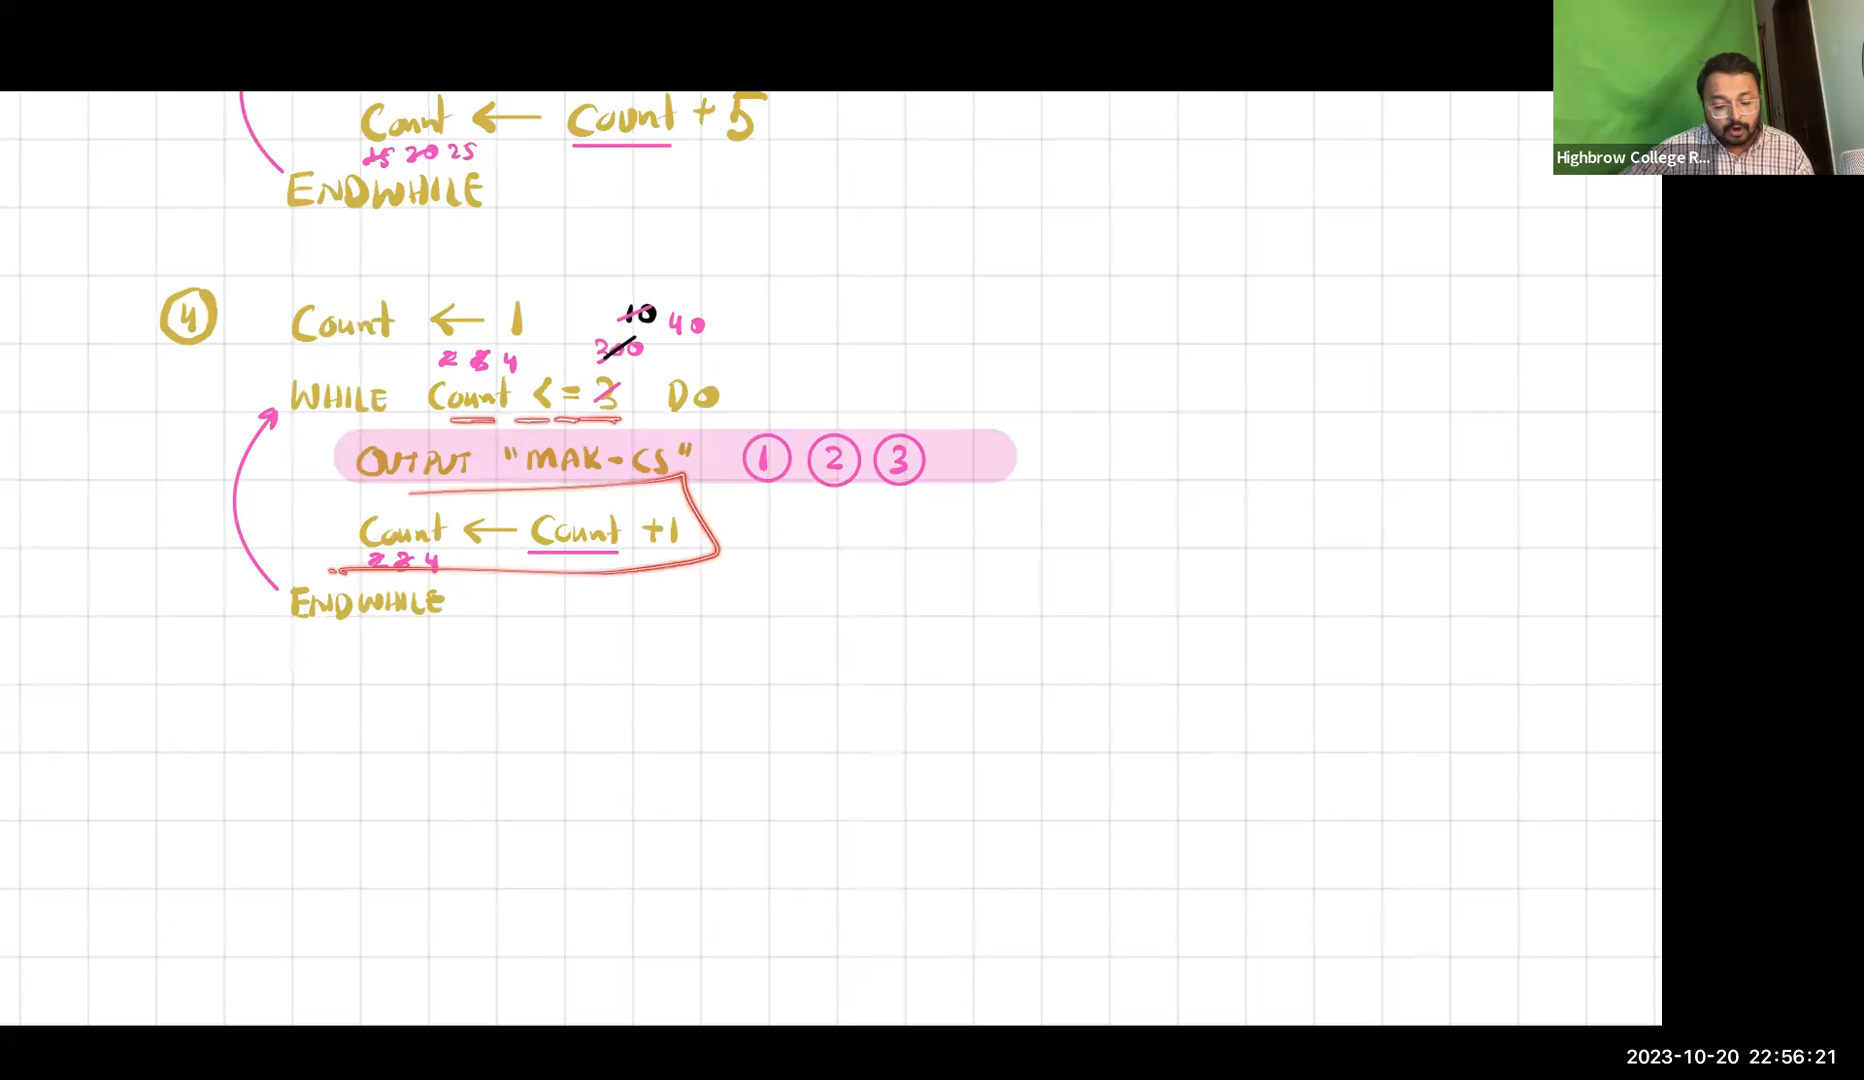 Count ← Count + 5
15 20 25
ENDWHILE
4 Count ← 1
10 40
2 3 4 300
WHILE Count <= 3 DO
OUTPUT "MAK-CS" 1 2 3
Count ← Count +1
2 3 4
ENDWHILE
Highbrow College R...
2023-10-20 22:56:21